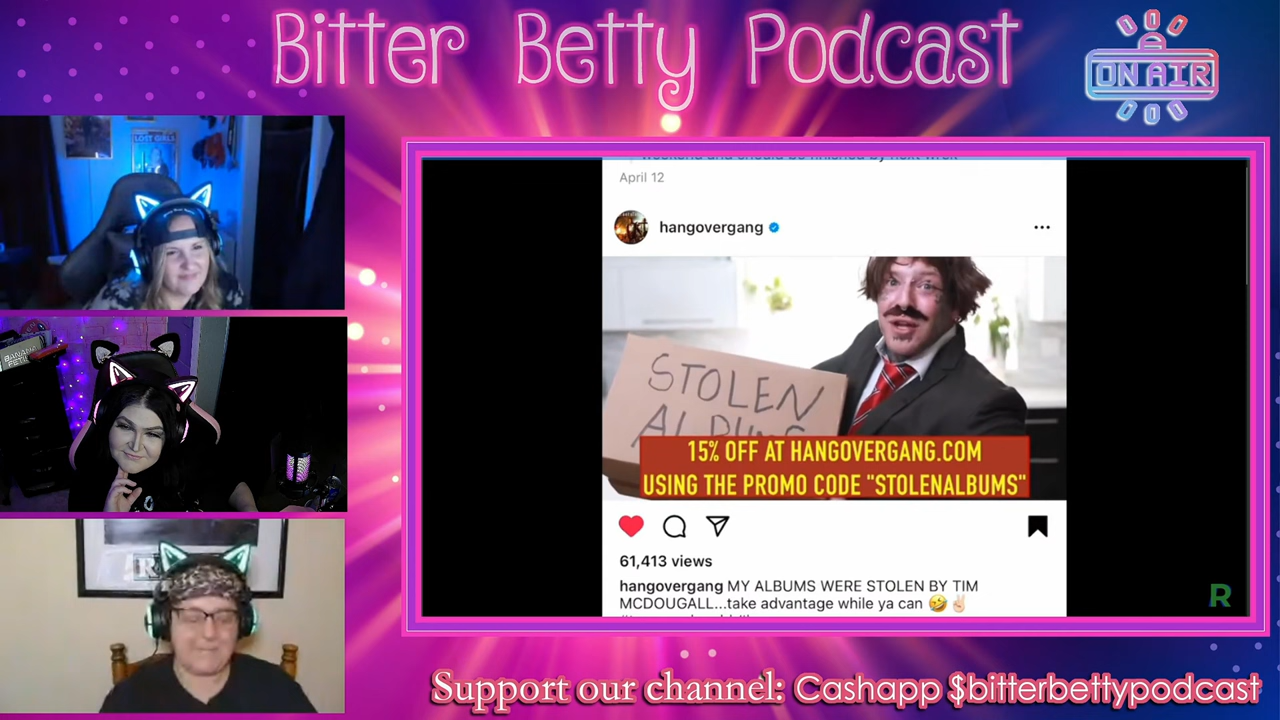 Bitter Betty Podcast
ON AIR
LOST GIRLS
April 12
hangovergang
STOLEN
15% OFF AT HANGOVERGANG.COM
USING THE PROMO CODE "STOLENALBUMS"
61,413 views
hangovergang MY ALBUMS WERE STOLEN BY TIM
MCDOUGALL...take advantage while ya can 🤣✌🏻
R
Support our channel: Cashapp $bitterbettypodcast